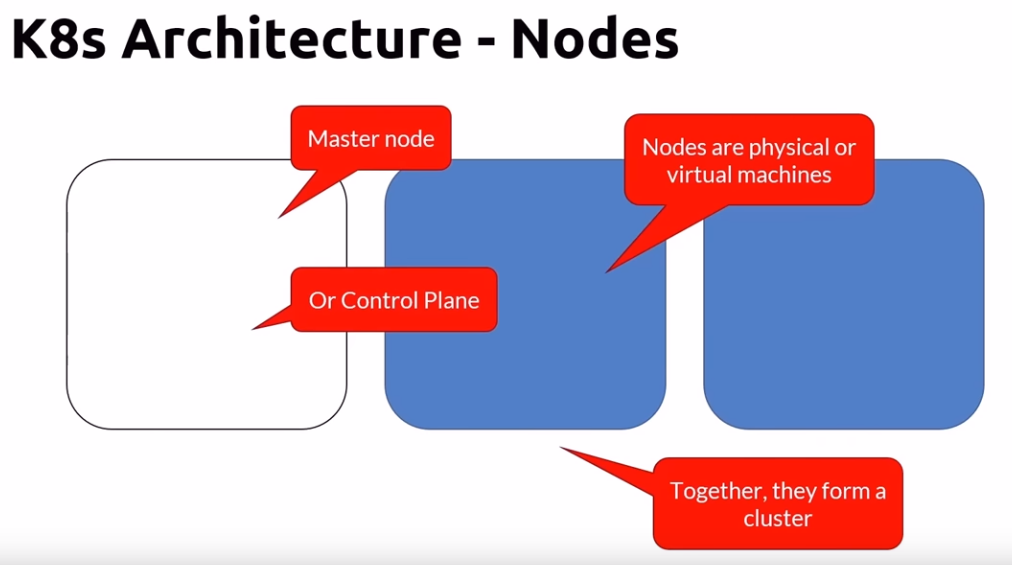 K8s Architecture - Nodes
Master node
Nodes are physical or
virtual machines
Or Control Plane
Together, they form a
cluster